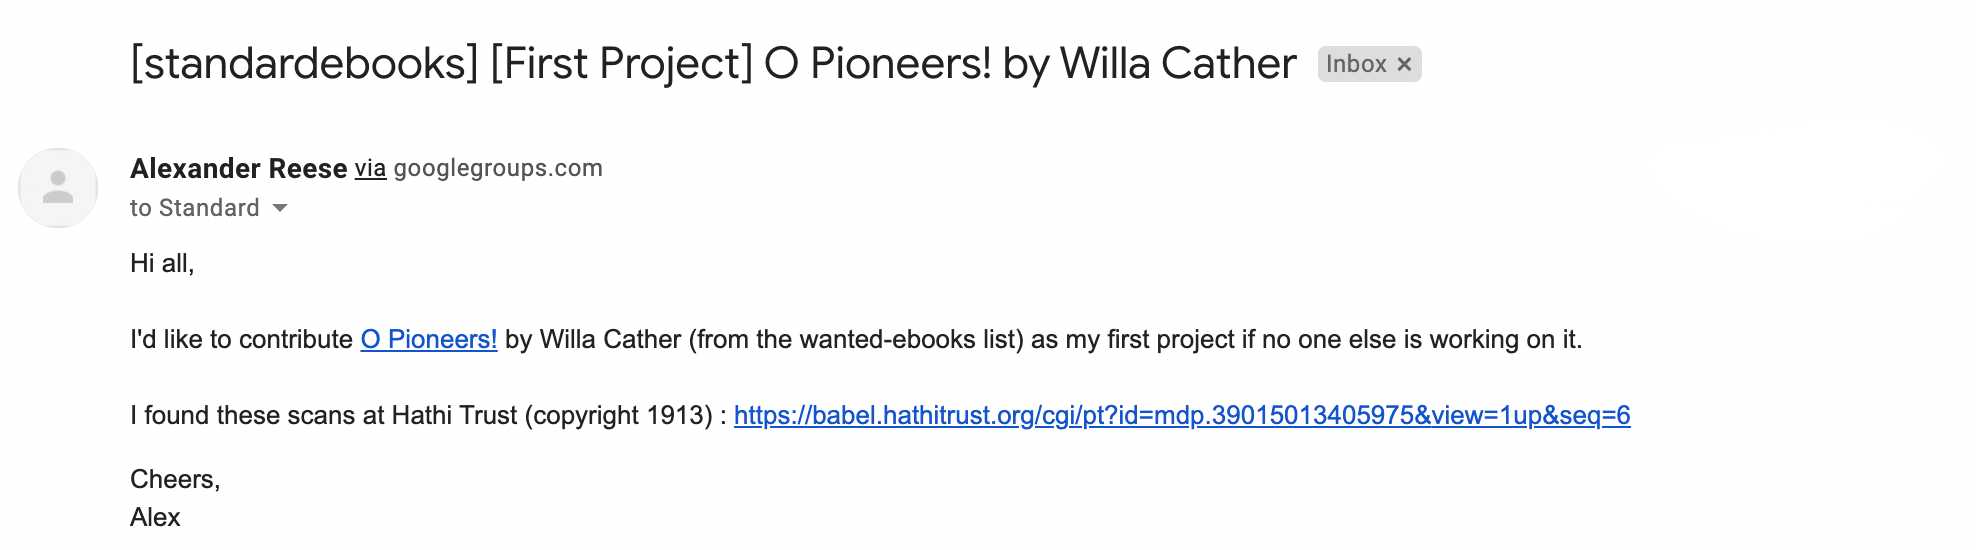 [standardebooks] [First Project] O Pioneers! by Willa Cather Inbox ×
Alexander Reese via googlegroups.com
to Standard
Hi all,
I'd like to contribute O Pioneers! by Willa Cather (from the wanted-ebooks list) as my first project if no one else is working on it.
I found these scans at Hathi Trust (copyright 1913) : https://babel.hathitrust.org/cgi/pt?id=mdp.39015013405975&view=1up&seq=6
Cheers,
Alex